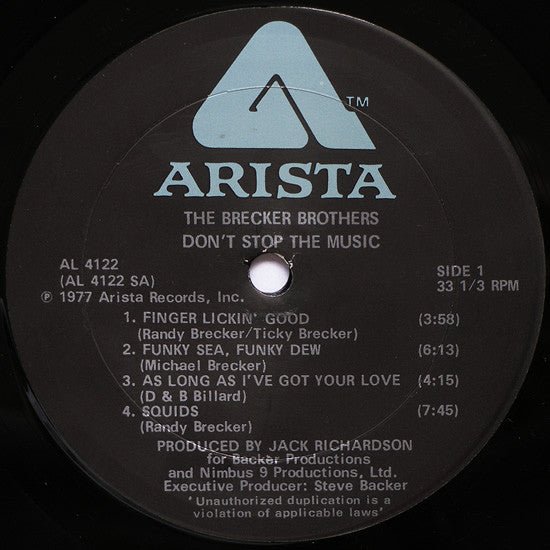 TM
ARISTA
THE BRECKER BROTHERS
DON'T STOP THE MUSIC
AL 4122
(AL 4122 SA)
℗ 1977 Arista Records, Inc.
SIDE 1
33 1/3 RPM
1. FINGER LICKIN' GOOD (3:58)
(Randy Brecker/Ticky Brecker)
2. FUNKY SEA, FUNKY DEW (6:13)
(Michael Brecker)
3. AS LONG AS I'VE GOT YOUR LOVE (4:15)
(D & B Billard)
4. SQUIDS (7:45)
(Randy Brecker)
PRODUCED BY JACK RICHARDSON
for Backer Productions
and Nimbus 9 Productions, Ltd.
Executive Producer: Steve Backer
'Unauthorized duplication is a
violation of applicable laws'